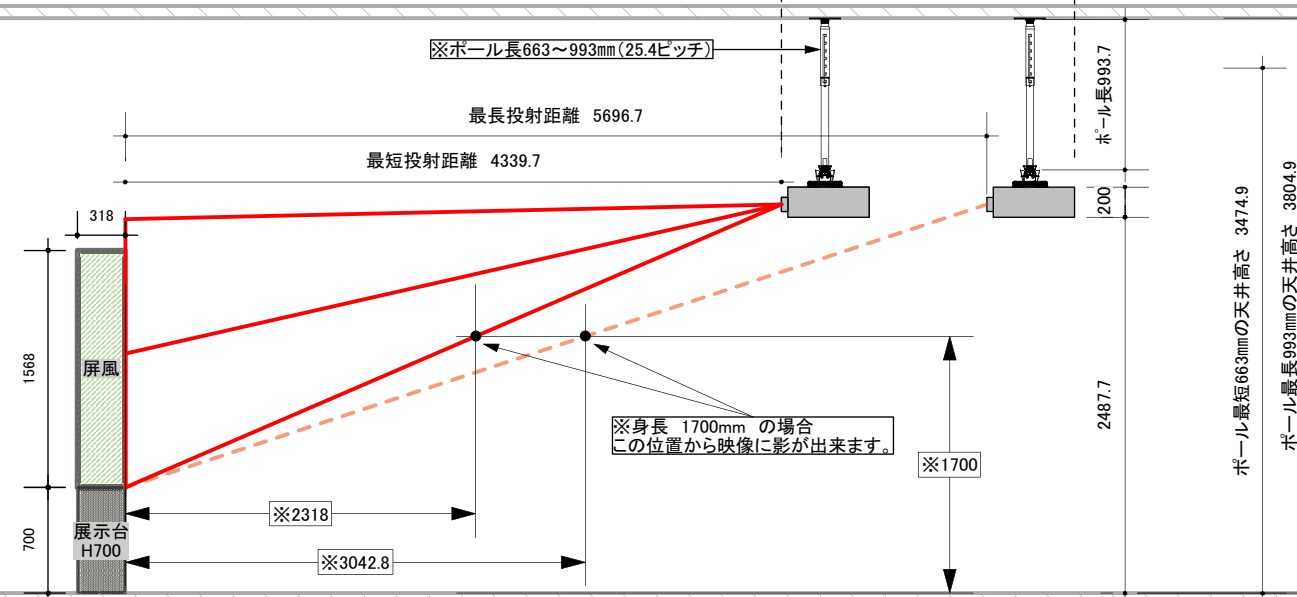 ※ポール長663～993㎜(25.4ピッチ)
ポール長993.7
最長投射距離 5696.7
最短投射距離 4339.7
318
200
1568
屏風
2487.7
ポール最短663mmの天井高さ 3474.9
ポール最長993mmの天井高さ 3804.9
※身長 1700mm の場合
この位置から映像に影が出来ます。
※1700
700
展示台
H700
※2318
※3042.8